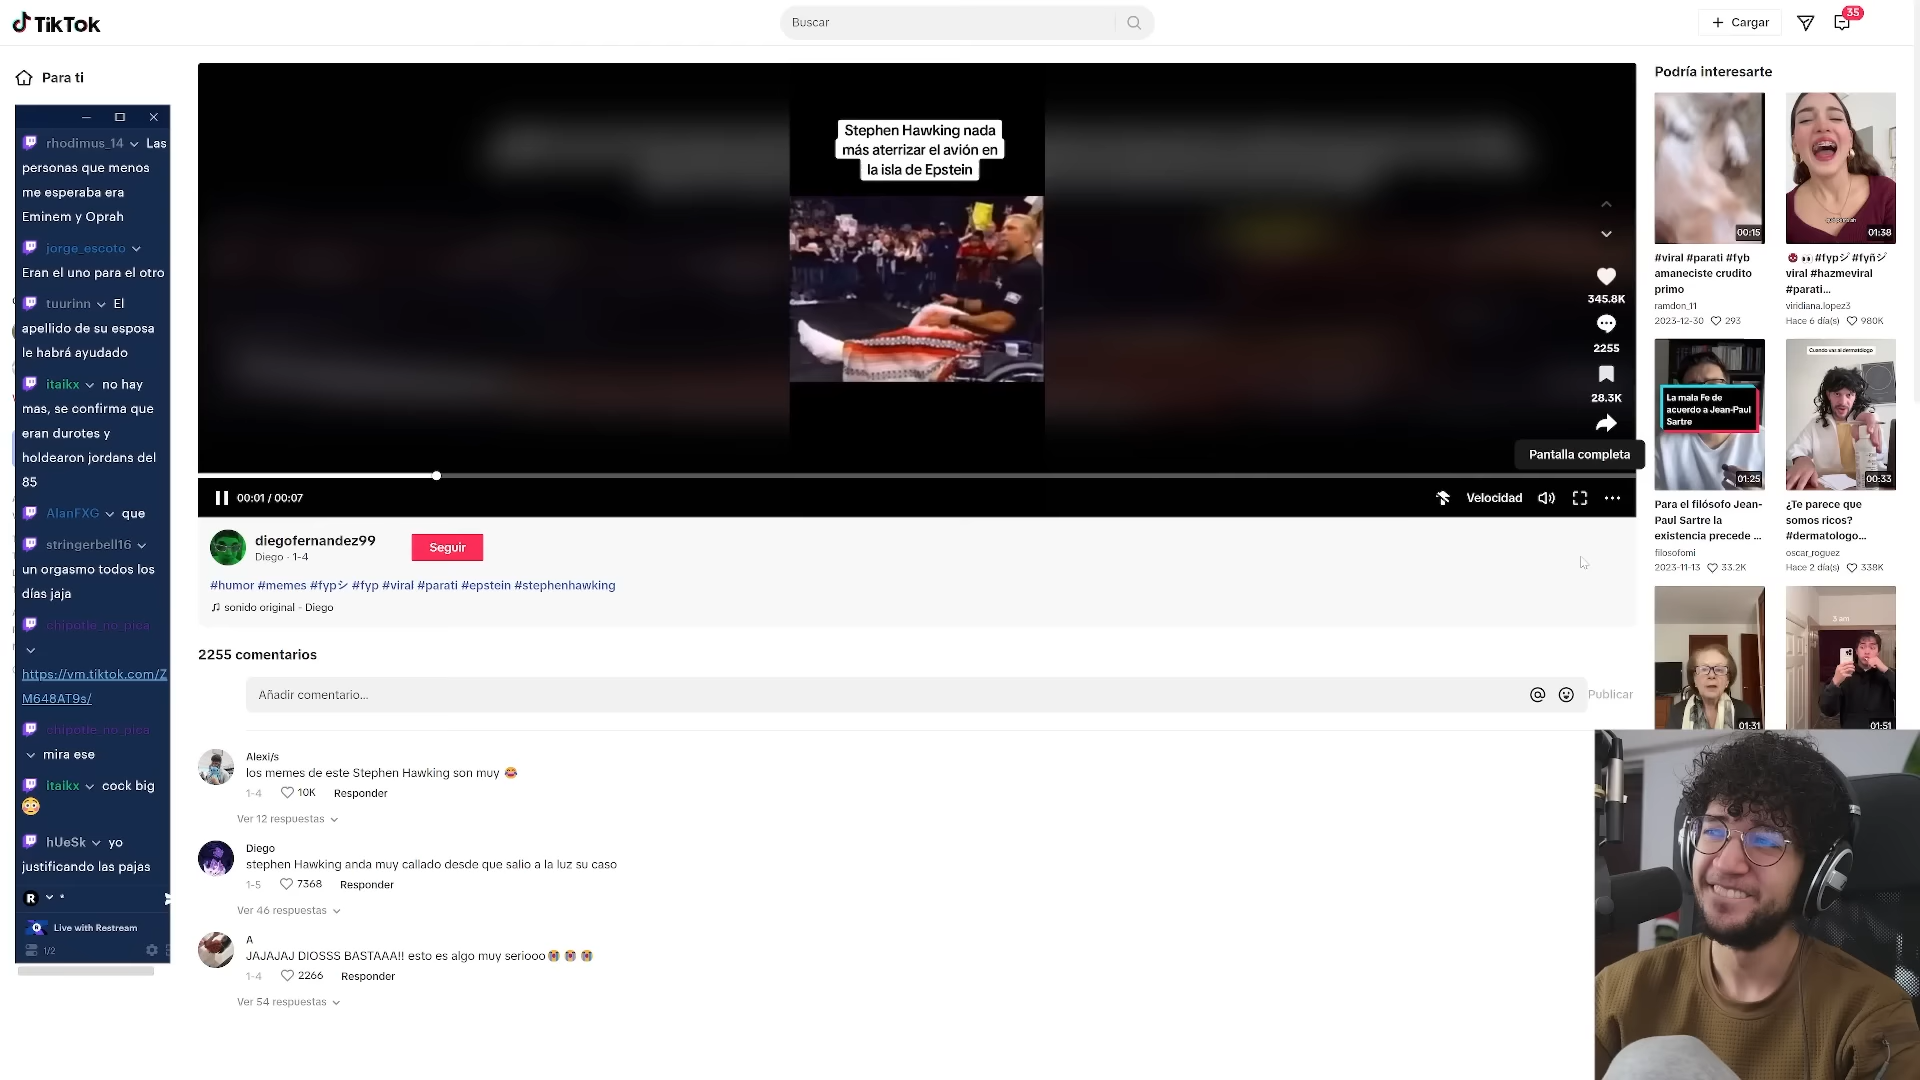 TikTok
Buscar
Cargar
35
Para ti
rhodimus_14 Las
personas que menos
me esperaba era
Eminem y Oprah
jorge_escoto
Eran el uno para el otro
tuurinn El
apellido de su esposa
le habrá ayudado
itaikx no hay
mas, se confirma que
eran durotes y
holdearon jordans del
85
AlanFXG que
stringerbell16
un orgasmo todos los
días jaja
chipotle_no_pica
https://vm.tiktok.com/Z
M648AT9s/
chipotle_no_pica
mira ese
itaikx cock big
hUeSk yo
justificando las pajas
R *
Live with Restream
1/2
Stephen Hawking nada
más aterrizar el avión en
la isla de Epstein
345.8K
2255
28.3K
Pantalla completa
00:01 / 00:07
Velocidad
diegofernandez99
Diego · 1-4
Seguir
#humor #memes #fypシ #fyp #viral #parati #epstein #stephenhawking
sonido original - Diego
2255 comentarios
Añadir comentario...
Publicar
Alexi/s
los memes de este Stephen Hawking son muy 😂
1-4 10K Responder
Ver 12 respuestas
Diego
stephen Hawking anda muy callado desde que salio a la luz su caso
1-5 7368 Responder
Ver 46 respuestas
A
JAJAJAJ DIOSSS BASTAAA!! esto es algo muy seriooo😭😭😭
1-4 2266 Responder
Ver 54 respuestas
Podría interesarte
00:15
#viral #parati #fyb
amaneciste crudito
primo
ramdon_11
2023-12-30 293
01:38
#fypシ #fyñシ
viral #hazmeviral
#parati...
viridiana.lopez3
Hace 6 día(s) 980K
La mala Fe de
acuerdo a Jean-Paul
Sartre
01:25
Para el filósofo Jean-
Paul Sartre la
existencia precede ...
filosofomi
2023-11-13 33.2K
Cuando vas al dermatólogo
00:33
¿Te parece que
somos ricos?
#dermatologo...
oscar_roguez
Hace 2 día(s) 338K
01:31
3 am
01:51